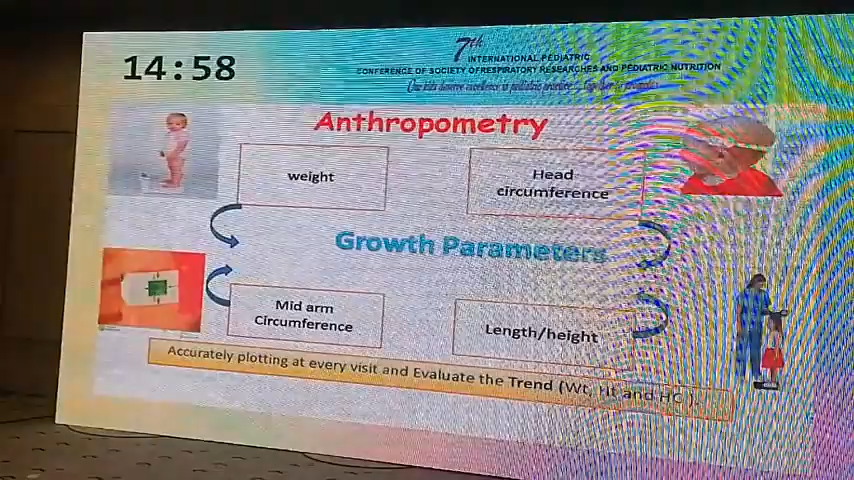 14:58
7th
INTERNATIONAL PEDIATRIC
CONFERENCE OF SOCIETY OF RESPIRATORY RESEARCHES AND PEDIATRIC NUTRITION
Anthropometry
weight
Head
circumference
Growth Parameters
Mid arm
Circumference
Length/height
Accurately plotting at every visit and Evaluate the Trend (Wt, Ht and HC ).